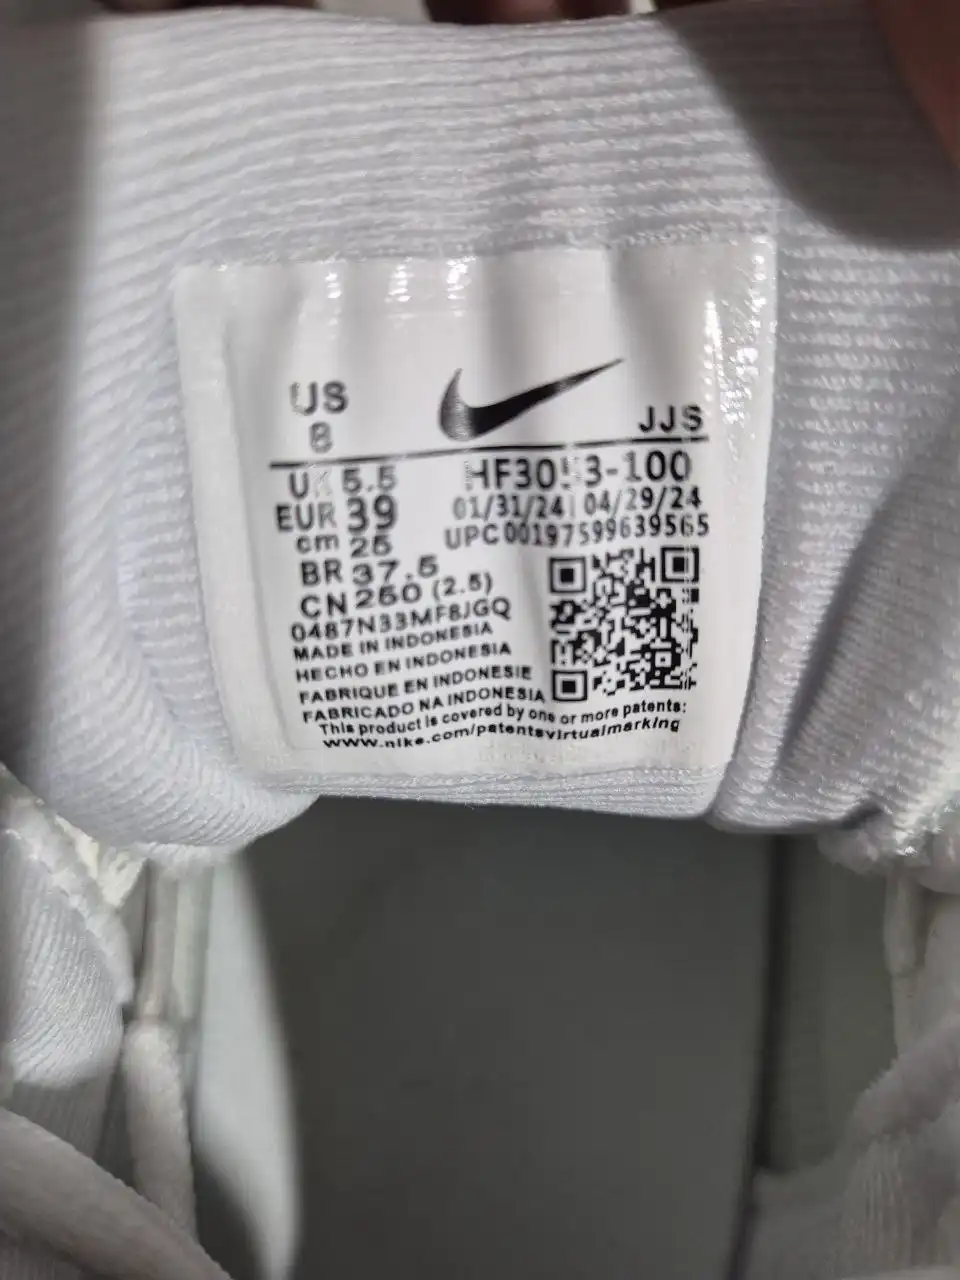 US
8
JJS
UK 5.5
HF3053-100
EUR 39
01/31/24 | 04/29/24
cm 25
UPC 00197599639565
BR 37.5
CN 250 (2.5)
0487N33MF8JGQ
MADE IN INDONESIA
HECHO EN INDONESIA
FABRIQUE EN INDONESIE
FABRICADO NA INDONESIA
This product is covered by one or more patents:
www.nike.com/patentsvirtualmarking